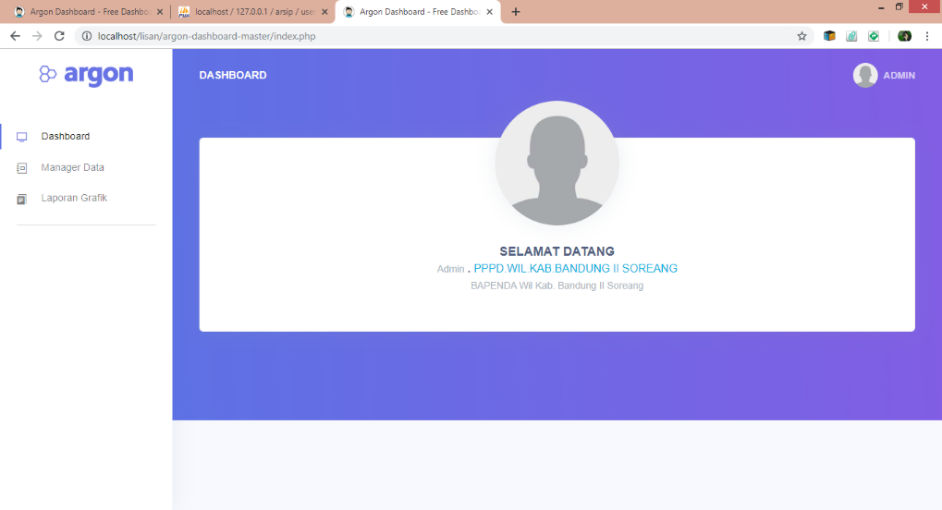 Argon Dashboard - Free Dashbo
localhost / 127.0.0.1 / arsip / use
Argon Dashboard - Free Dashbo
localhost/lisan/argon-dashboard-master/index.php
argon
DASHBOARD
ADMIN
Dashboard
Manager Data
Laporan Grafik
SELAMAT DATANG
Admin . PPPD.WIL.KAB.BANDUNG II SOREANG
BAPENDA Wil Kab. Bandung II Soreang